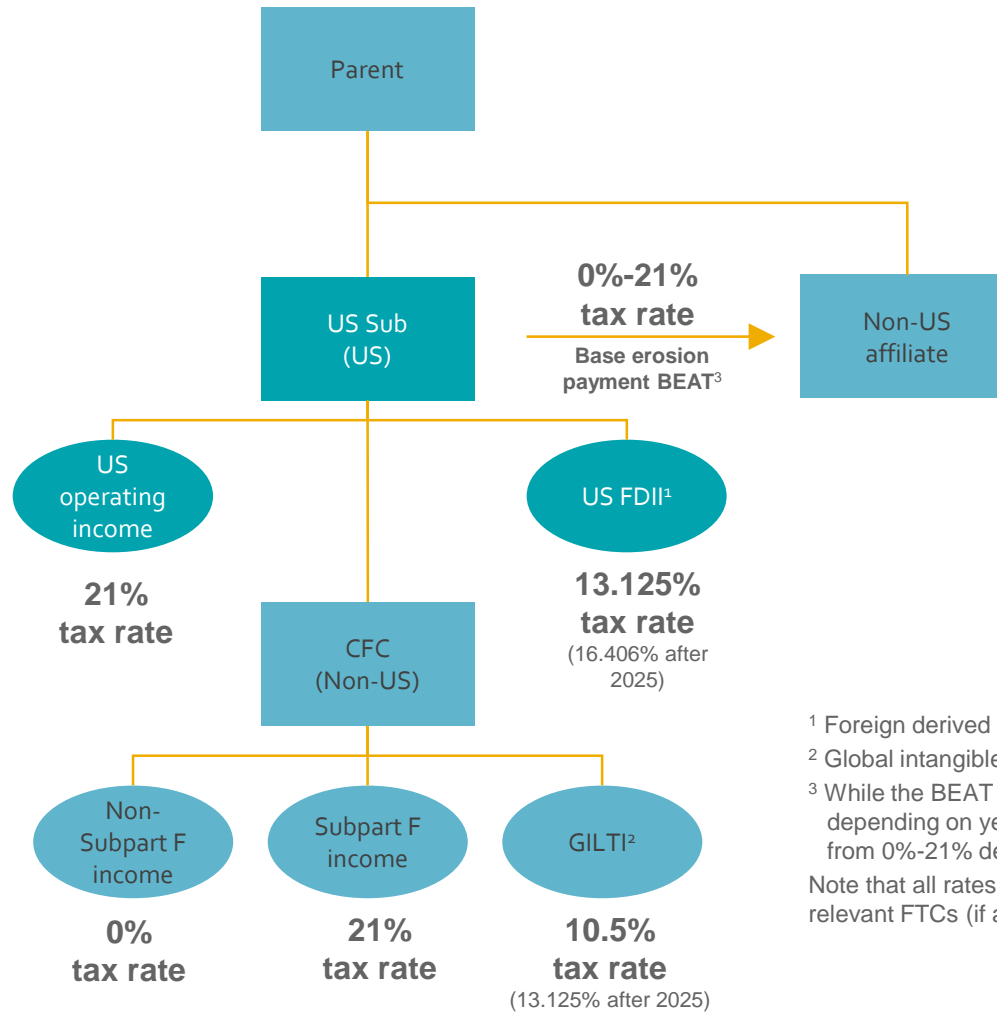 Parent
US Sub
(US)
0%-21%
tax rate
Base erosion
payment BEAT³
Non-US
affiliate
US
operating
income
US FDII¹
21%
tax rate
13.125%
tax rate
(16.406% after
2025)
CFC
(Non-US)
Non-
Subpart F
income
Subpart F
income
GILTI²
0%
tax rate
21%
tax rate
10.5%
tax rate
(13.125% after 2025)
¹ Foreign derived
² Global intangible
³ While the BEAT
depending on ye
from 0%-21% de
Note that all rates
relevant FTCs (if a